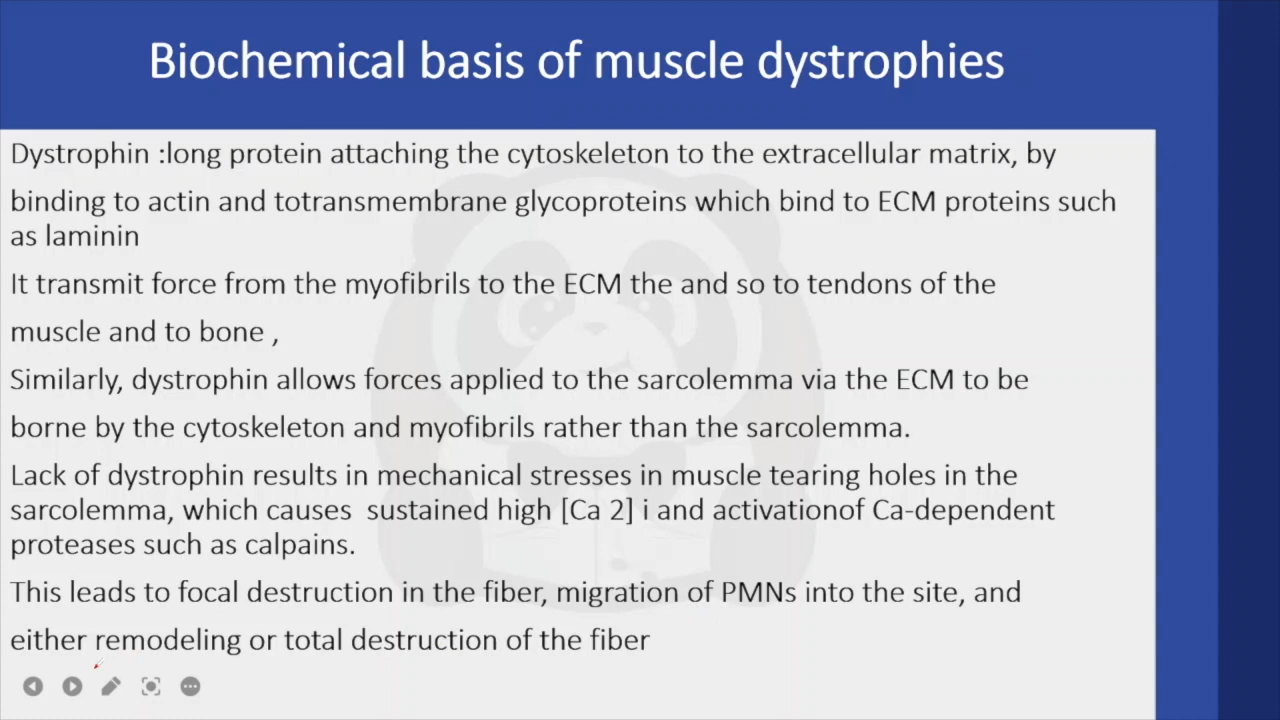 Biochemical basis of muscle dystrophies
Dystrophin :long protein attaching the cytoskeleton to the extracellular matrix, by
binding to actin and totransmembrane glycoproteins which bind to ECM proteins such
as laminin
It transmit force from the myofibrils to the ECM the and so to tendons of the
muscle and to bone ,
Similarly, dystrophin allows forces applied to the sarcolemma via the ECM to be
borne by the cytoskeleton and myofibrils rather than the sarcolemma.
Lack of dystrophin results in mechanical stresses in muscle tearing holes in the
sarcolemma, which causes sustained high [Ca 2] i and activationof Ca-dependent
proteases such as calpains.
This leads to focal destruction in the fiber, migration of PMNs into the site, and
either remodeling or total destruction of the fiber